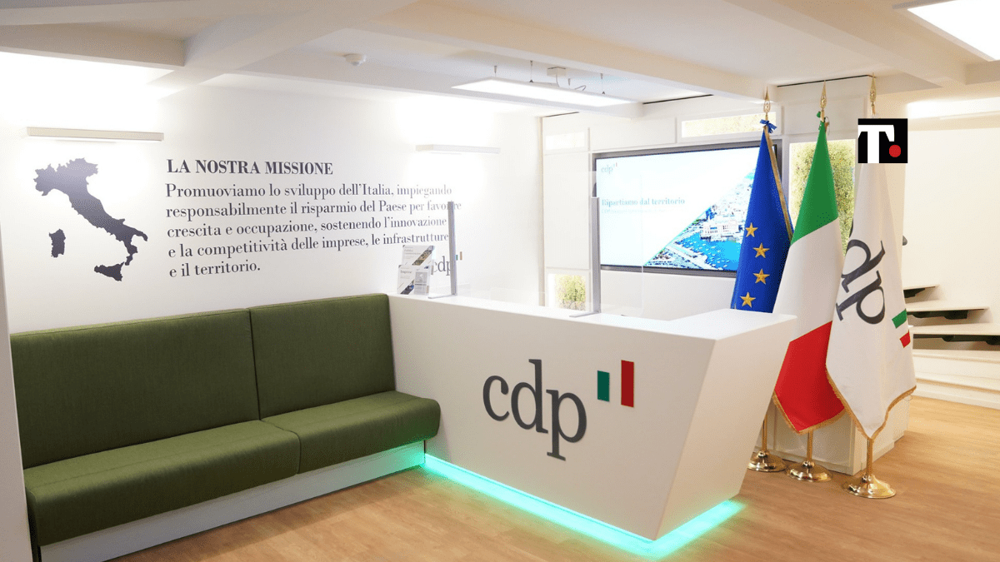 LA NOSTRA MISSIONE
Promuoviamo lo sviluppo dell'Italia, impiegando
responsabilmente il risparmio del Paese per favorire
crescita e occupazione, sostenendo l'innovazione
e la competitività delle imprese, le infrastrutture
e il territorio.
cdp
cdp
Ripartiamo dal territorio
T.
cdp
cdp